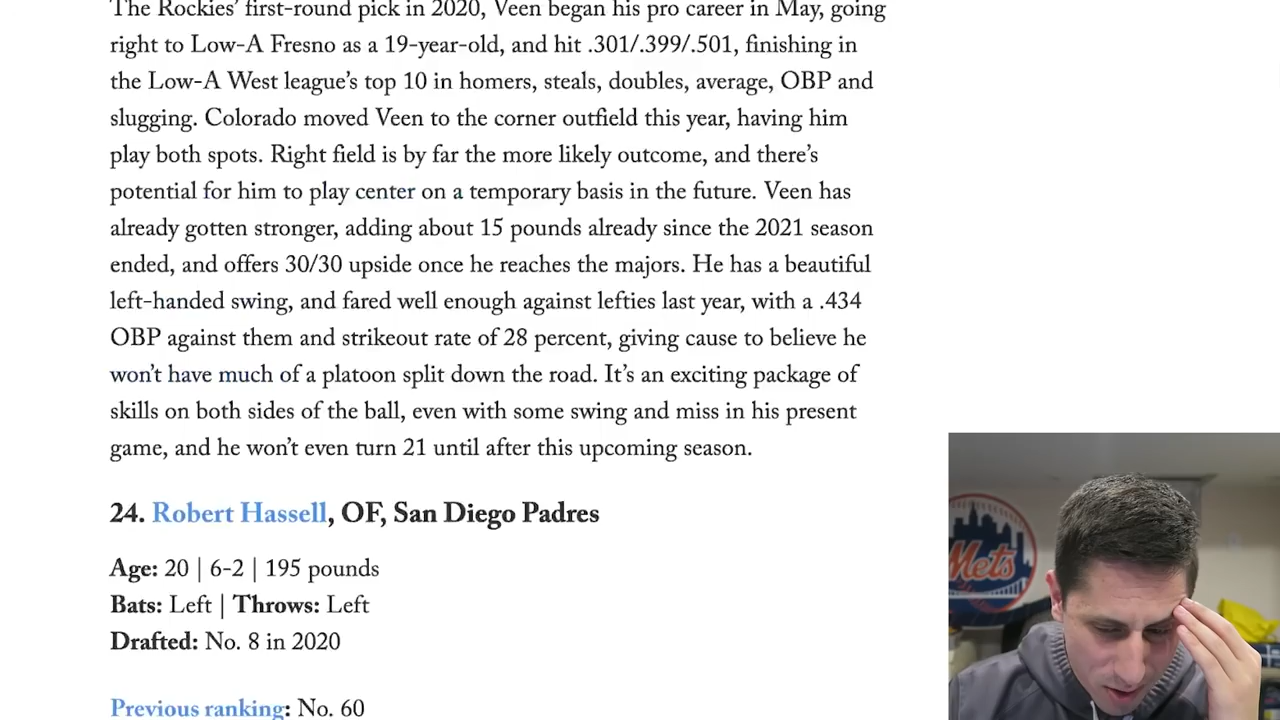 The Rockies' first-round pick in 2020, Veen began his pro career in May, going
right to Low-A Fresno as a 19-year-old, and hit .301/.399/.501, finishing in
the Low-A West league's top 10 in homers, steals, doubles, average, OBP and
slugging. Colorado moved Veen to the corner outfield this year, having him
play both spots. Right field is by far the more likely outcome, and there's
potential for him to play center on a temporary basis in the future. Veen has
already gotten stronger, adding about 15 pounds already since the 2021 season
ended, and offers 30/30 upside once he reaches the majors. He has a beautiful
left-handed swing, and fared well enough against lefties last year, with a .434
OBP against them and strikeout rate of 28 percent, giving cause to believe he
won't have much of a platoon split down the road. It's an exciting package of
skills on both sides of the ball, even with some swing and miss in his present
game, and he won't even turn 21 until after this upcoming season.
24. Robert Hassell, OF, San Diego Padres
Age: 20 | 6-2 | 195 pounds
Bats: Left | Throws: Left
Drafted: No. 8 in 2020
Previous ranking: No. 60
Mets